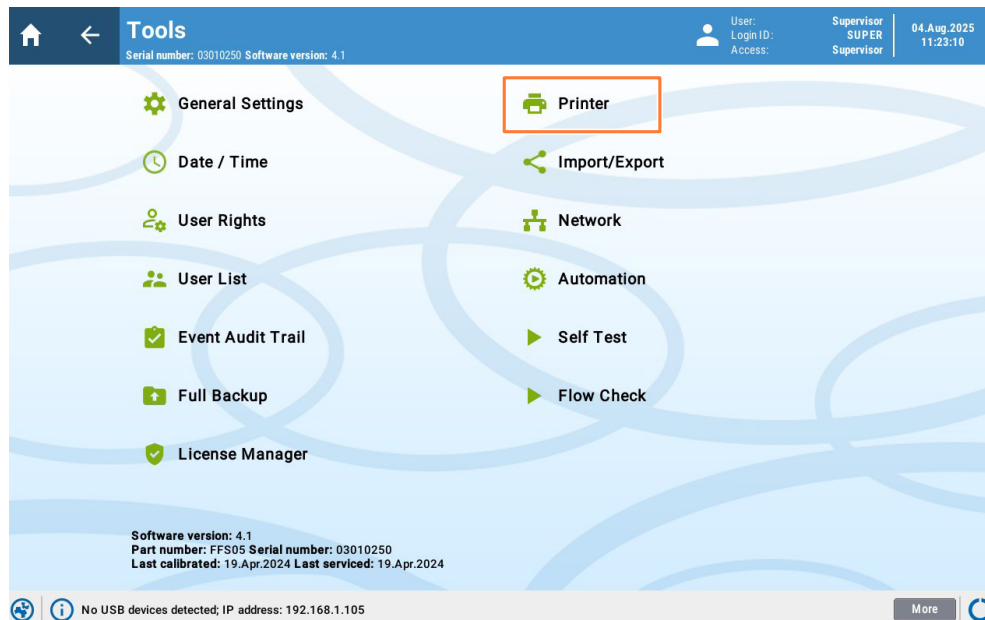 Tools
Serial number: 03010250 Software version: 4.1
User: Supervisor
Login ID: SUPER
Access: Supervisor
04.Aug.2025
11:23:10
General Settings
Printer
Date / Time
Import/Export
User Rights
Network
User List
Automation
Event Audit Trail
Self Test
Full Backup
Flow Check
License Manager
Software version: 4.1
Part number: FFS05 Serial number: 03010250
Last calibrated: 19.Apr.2024 Last serviced: 19.Apr.2024
No USB devices detected; IP address: 192.168.1.105
More